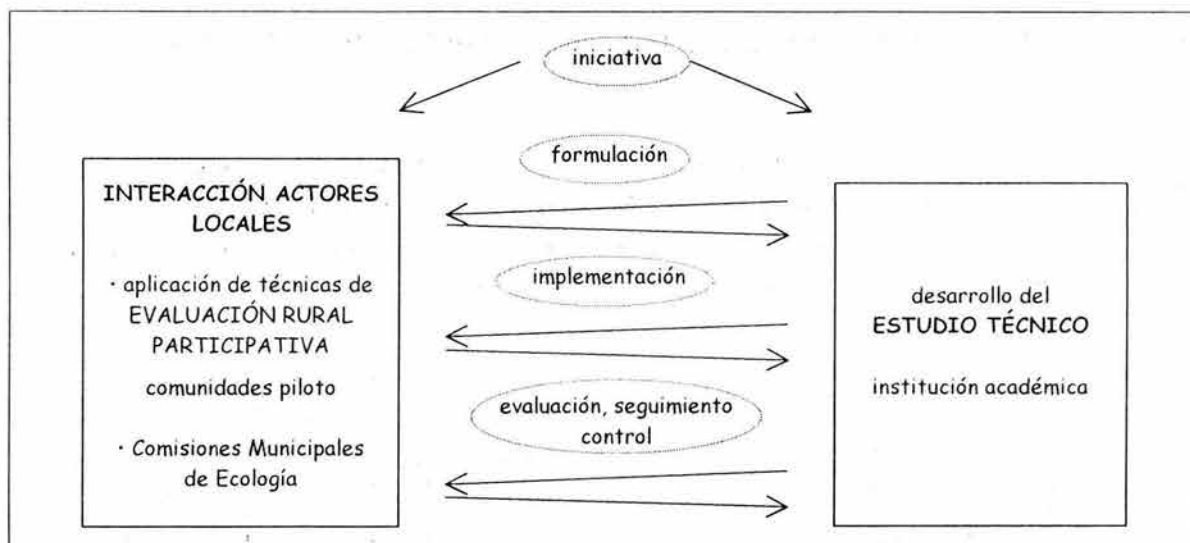 iniciativa
formulación
INTERACCIÓN ACTORES
LOCALES
· aplicación de técnicas de
EVALUACIÓN RURAL
PARTICIPATIVA
comunidades piloto
· Comisiones Municipales
de Ecología
implementación
evaluación, seguimiento
control
desarrollo del
ESTUDIO TÉCNICO
institución académica